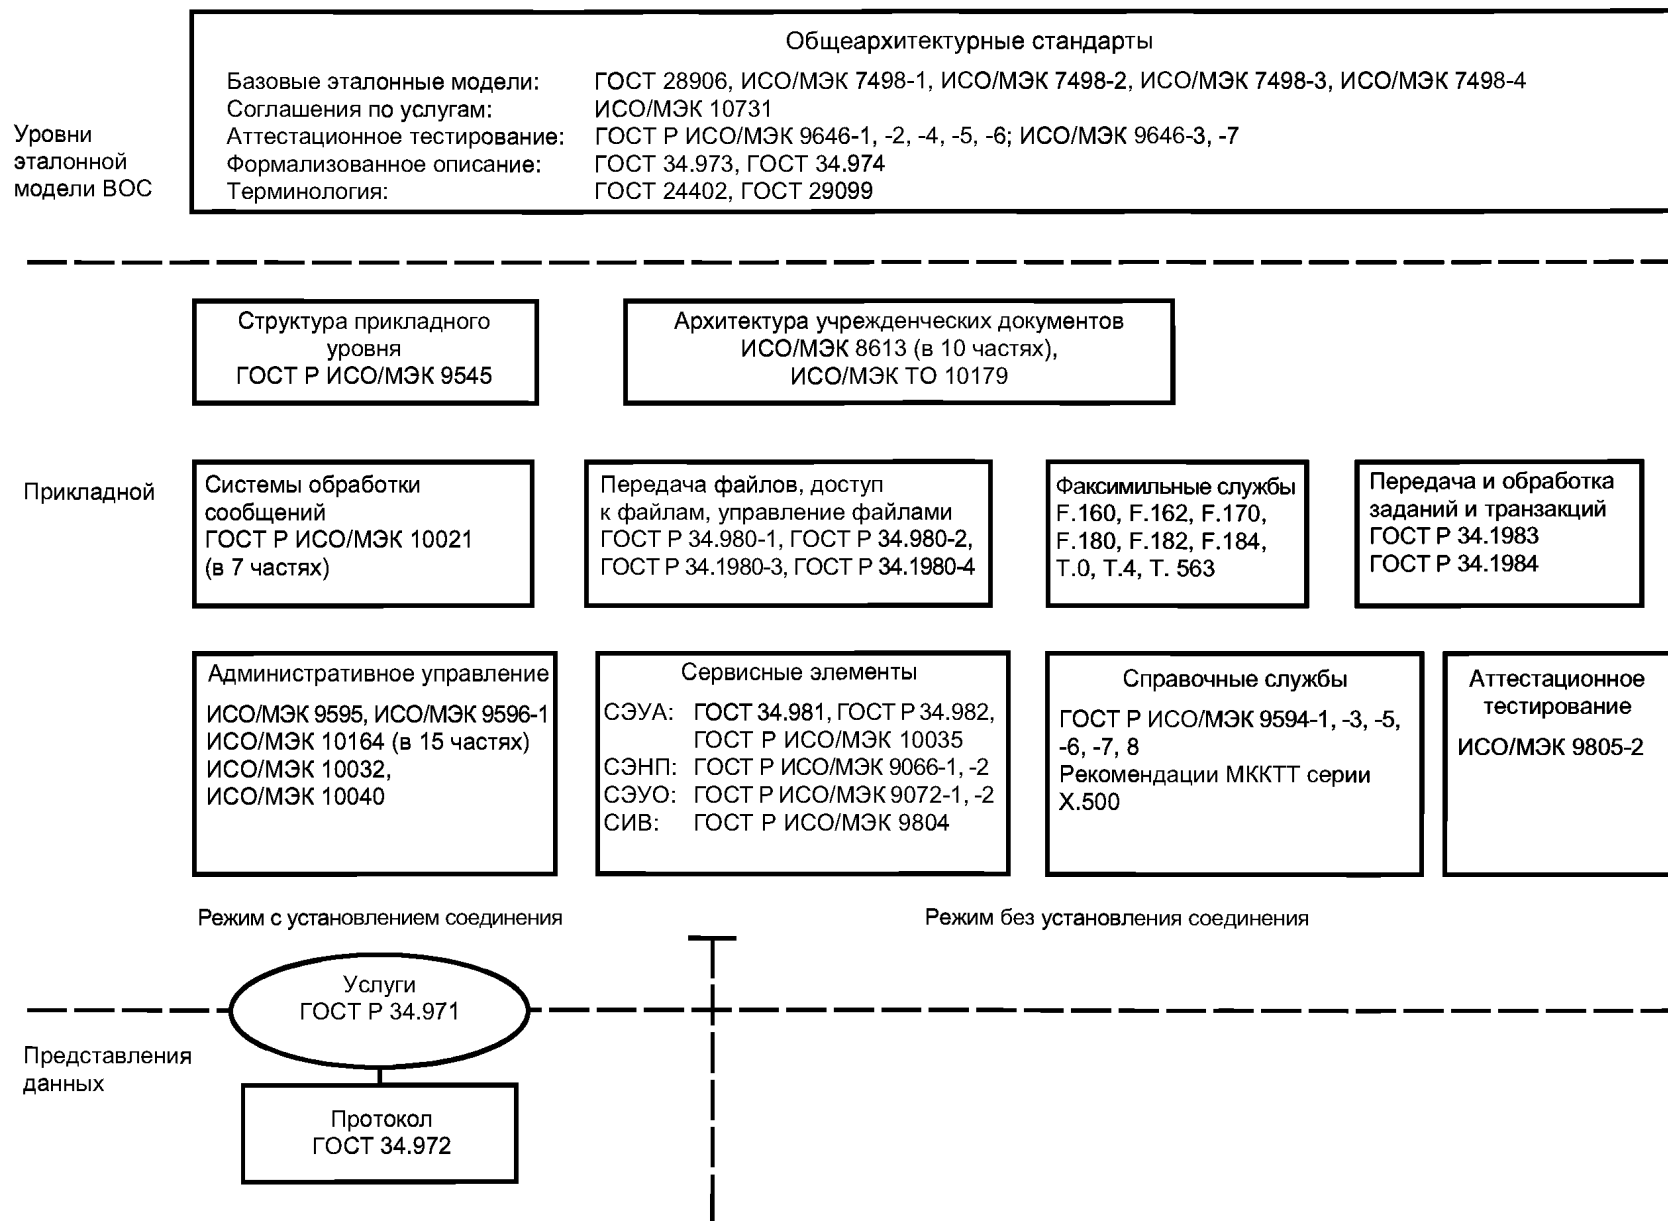 Общеархитектурные стандарты
Базовые эталонные модели: ГОСТ 28906, ИСО/МЭК 7498-1, ИСО/МЭК 7498-2, ИСО/МЭК 7498-3, ИСО/МЭК 7498-4
Соглашения по услугам: ИСО/МЭК 10731
Аттестационное тестирование: ГОСТ Р ИСО/МЭК 9646-1, -2, -4, -5, -6; ИСО/МЭК 9646-3, -7
Формализованное описание: ГОСТ 34.973, ГОСТ 34.974
Терминология: ГОСТ 24402, ГОСТ 29099
Уровни
эталонной
модели ВОС
Структура прикладного
уровня
ГОСТ Р ИСО/МЭК 9545
Архитектура учрежденческих документов
ИСО/МЭК 8613 (в 10 частях),
ИСО/МЭК ТО 10179
Прикладной
Системы обработки
сообщений
ГОСТ Р ИСО/МЭК 10021
(в 7 частях)
Передача файлов, доступ
к файлам, управление файлами
ГОСТ Р 34.980-1, ГОСТ Р 34.980-2,
ГОСТ Р 34.1980-3, ГОСТ Р 34.1980-4
Факсимильные службы
F.160, F.162, F.170,
F.180, F.182, F.184,
T.0, T.4, T. 563
Передача и обработка
заданий и транзакций
ГОСТ Р 34.1983
ГОСТ Р 34.1984
Административное управление
ИСО/МЭК 9595, ИСО/МЭК 9596-1
ИСО/МЭК 10164 (в 15 частях)
ИСО/МЭК 10032,
ИСО/МЭК 10040
Сервисные элементы
СЭУА: ГОСТ 34.981, ГОСТ Р 34.982,
ГОСТ Р ИСО/МЭК 10035
СЭНП: ГОСТ Р ИСО/МЭК 9066-1, -2
СЭУО: ГОСТ Р ИСО/МЭК 9072-1, -2
СИВ: ГОСТ Р ИСО/МЭК 9804
Справочные службы
ГОСТ Р ИСО/МЭК 9594-1, -3, -5,
-6, -7, 8
Рекомендации МККТТ серии
X.500
Аттестационное
тестирование
ИСО/МЭК 9805-2
Режим с установлением соединения
Режим без установления соединения
Услуги
ГОСТ Р 34.971
Представления
данных
Протокол
ГОСТ 34.972